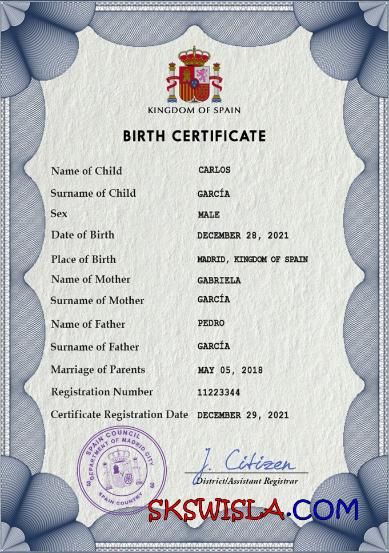 KINGDOM OF SPAIN
BIRTH CERTIFICATE
Name of Child CARLOS
Surname of Child GARCÍA
Sex MALE
Date of Birth DECEMBER 28, 2021
Place of Birth MADRID, KINGDOM OF SPAIN
Name of Mother GABRIELA
Surname of Mother GARCÍA
Name of Father PEDRO
Surname of Father GARCÍA
Marriage of Parents MAY 05, 2018
Registration Number 11223344
Certificate Registration Date DECEMBER 29, 2021
SPAIN COUNCIL
DEPARTMENT OF MADRID CITY
SPAIN COUNTRY
J. Citizen
District/Assistant Registrar
SKSWISLA.COM